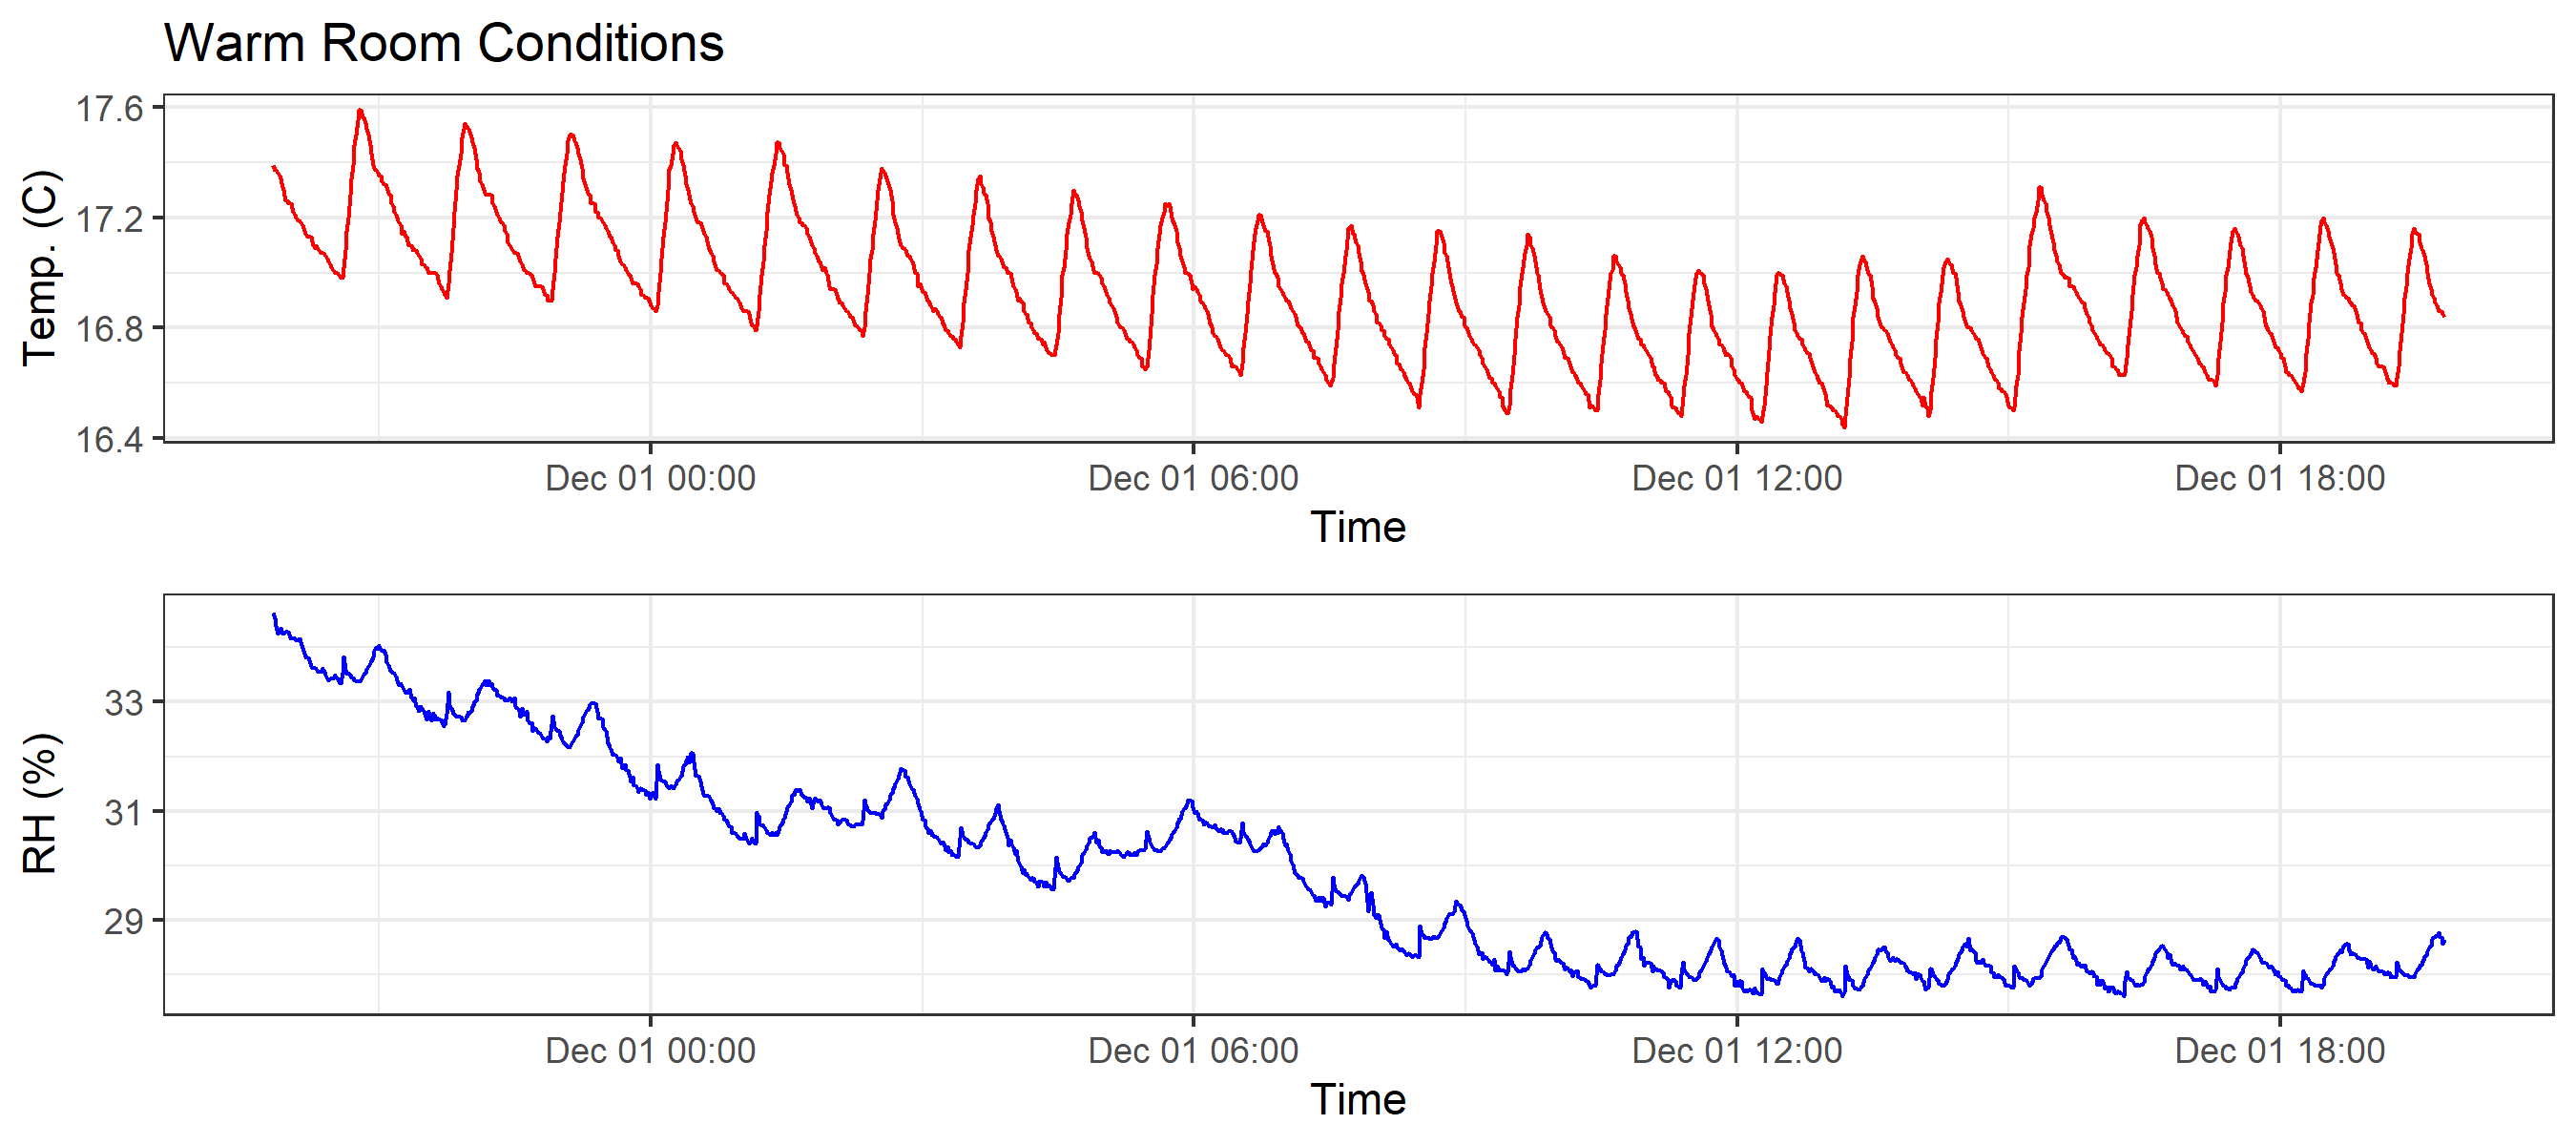 Warm Room Conditions
Temp. (C)
17.6
17.2
16.8
16.4
Dec 01 00:00 Dec 01 06:00 Dec 01 12:00 Dec 01 18:00
Time
RH (%)
33
31
29
Dec 01 00:00 Dec 01 06:00 Dec 01 12:00 Dec 01 18:00
Time